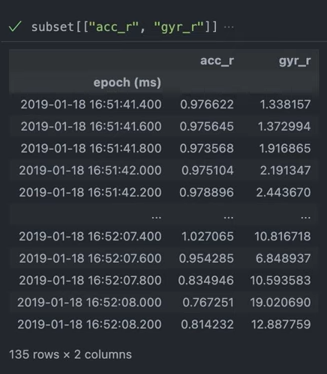 subset[["acc_r", "gyr_r"]] ...
acc_r gyr_r
epoch (ms)
2019-01-18 16:51:41.400 0.976622 1.338157
2019-01-18 16:51:41.600 0.975645 1.372994
2019-01-18 16:51:41.800 0.973568 1.916865
2019-01-18 16:51:42.000 0.975104 2.191347
2019-01-18 16:51:42.200 0.978896 2.443670
... ... ...
2019-01-18 16:52:07.400 1.027065 10.816718
2019-01-18 16:52:07.600 0.954285 6.848937
2019-01-18 16:52:07.800 0.834946 10.593583
2019-01-18 16:52:08.000 0.767251 19.020690
2019-01-18 16:52:08.200 0.814232 12.887759
135 rows × 2 columns